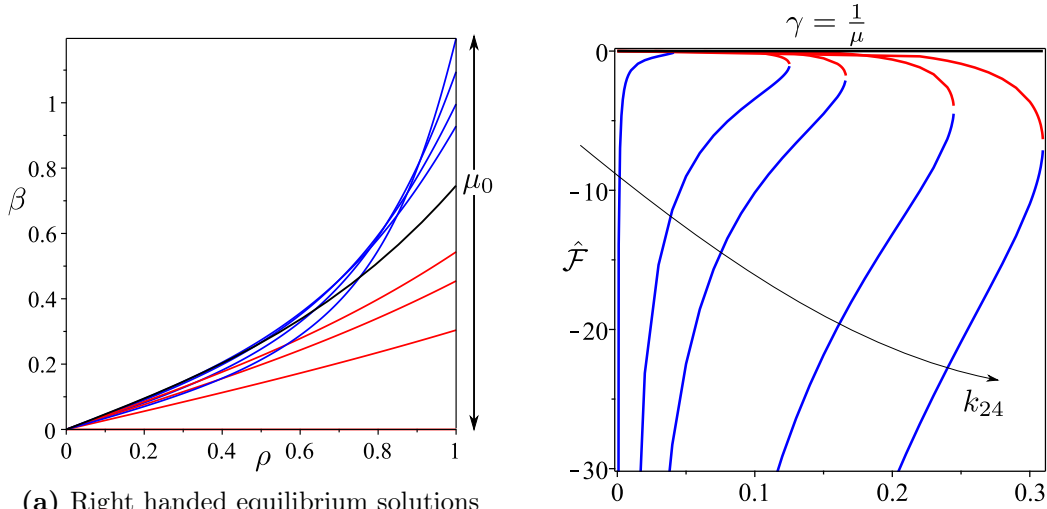 1
0.8
0.6
0.4
0.2
0
β
0
0.2
0.4
0.6
0.8
1
ρ
μ₀
(a) Right handed equilibrium solutions
γ = 1/μ
0
-10
-20
-30
F̂
k₂₄
0
0.1
0.2
0.3